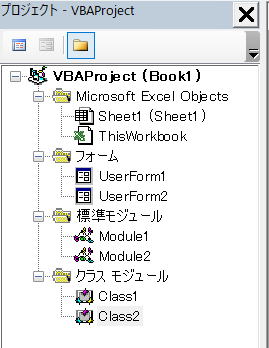 プロジェクト - VBAProject
VBAProject (Book1)
Microsoft Excel Objects
Sheet1 (Sheet1)
ThisWorkbook
フォーム
UserForm1
UserForm2
標準モジュール
Module1
Module2
クラス モジュール
Class1
Class2